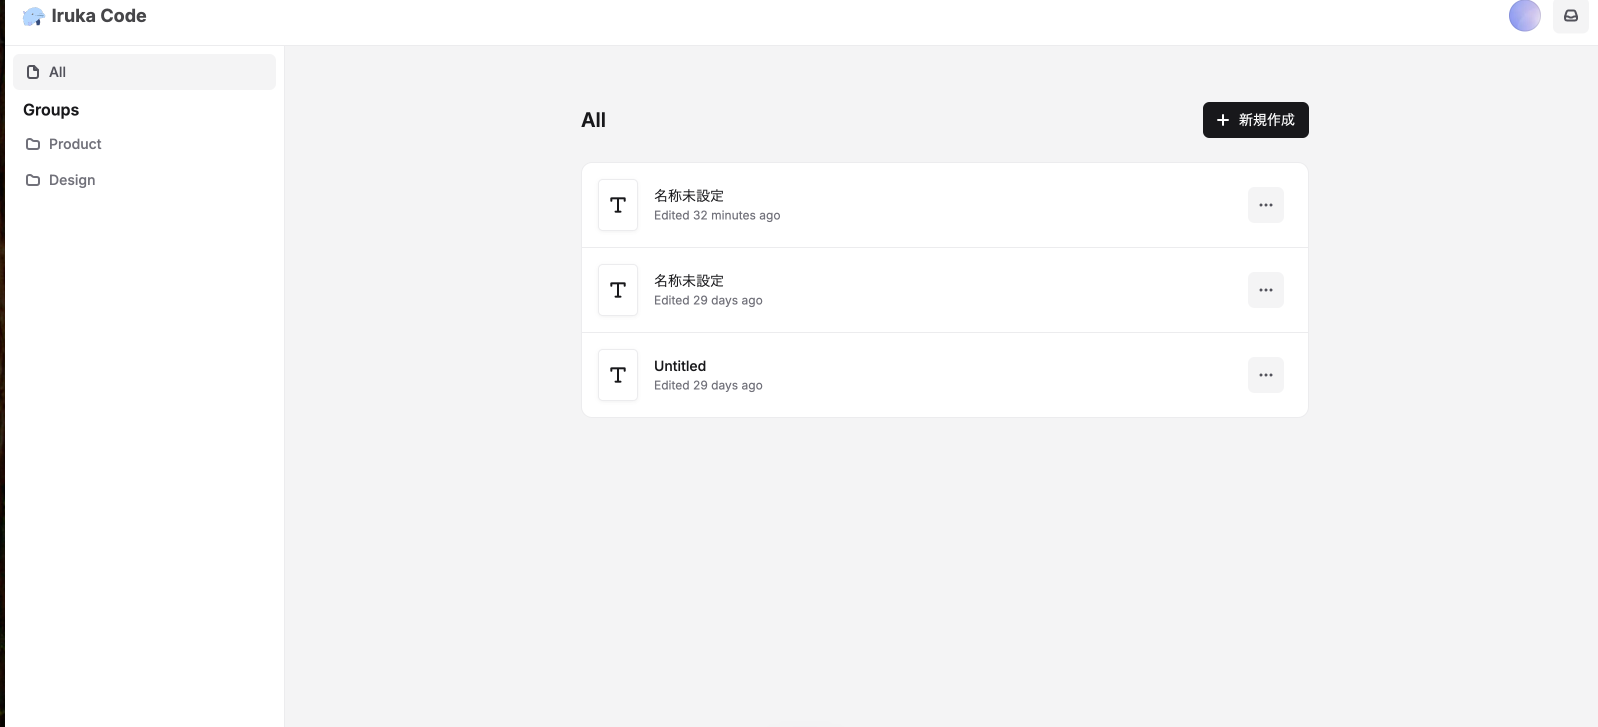 Iruka Code
All
Groups
Product
Design
All
新規作成
T
名称未設定
Edited 32 minutes ago
T
名称未設定
Edited 29 days ago
T
Untitled
Edited 29 days ago